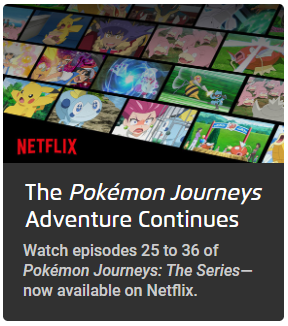 NETFLIX
The Pokémon Journeys
Adventure Continues
Watch episodes 25 to 36 of
Pokémon Journeys: The Series—
now available on Netflix.